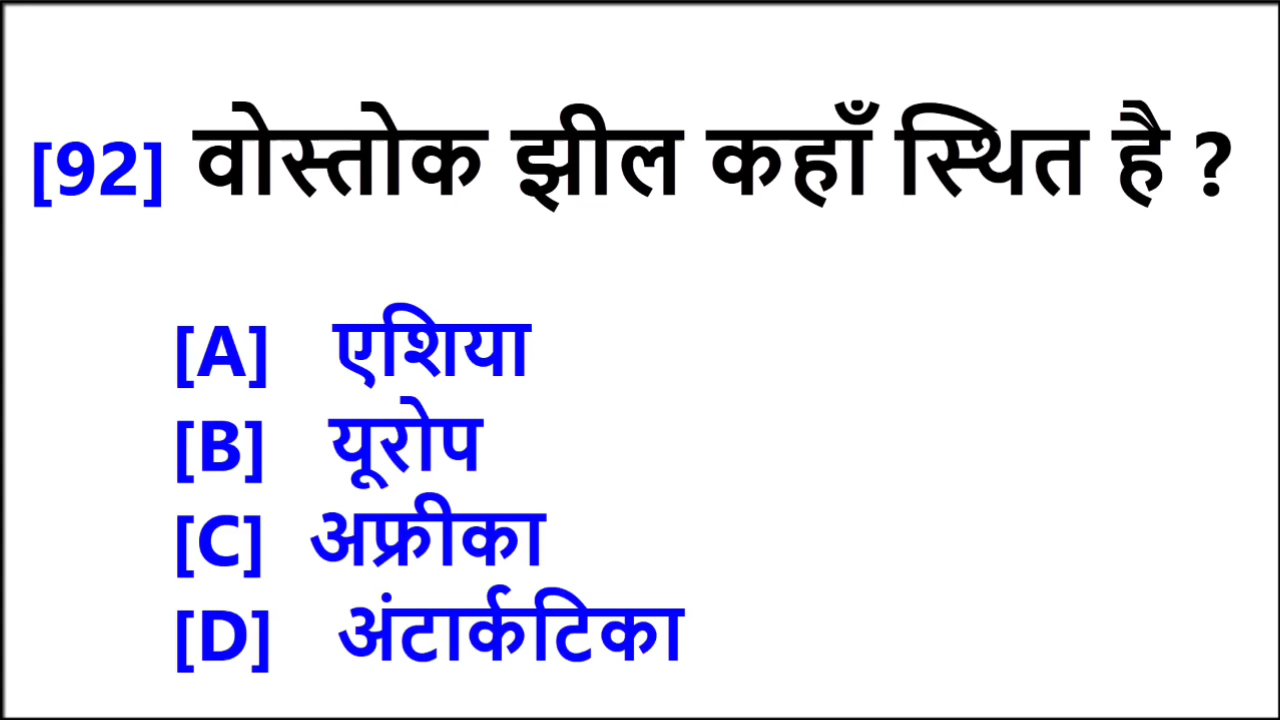 [92] वोस्तोक झील कहाँ स्थित है ?
[A] एशिया
[B] यूरोप
[C] अफ्रीका
[D] अंटार्कटिका